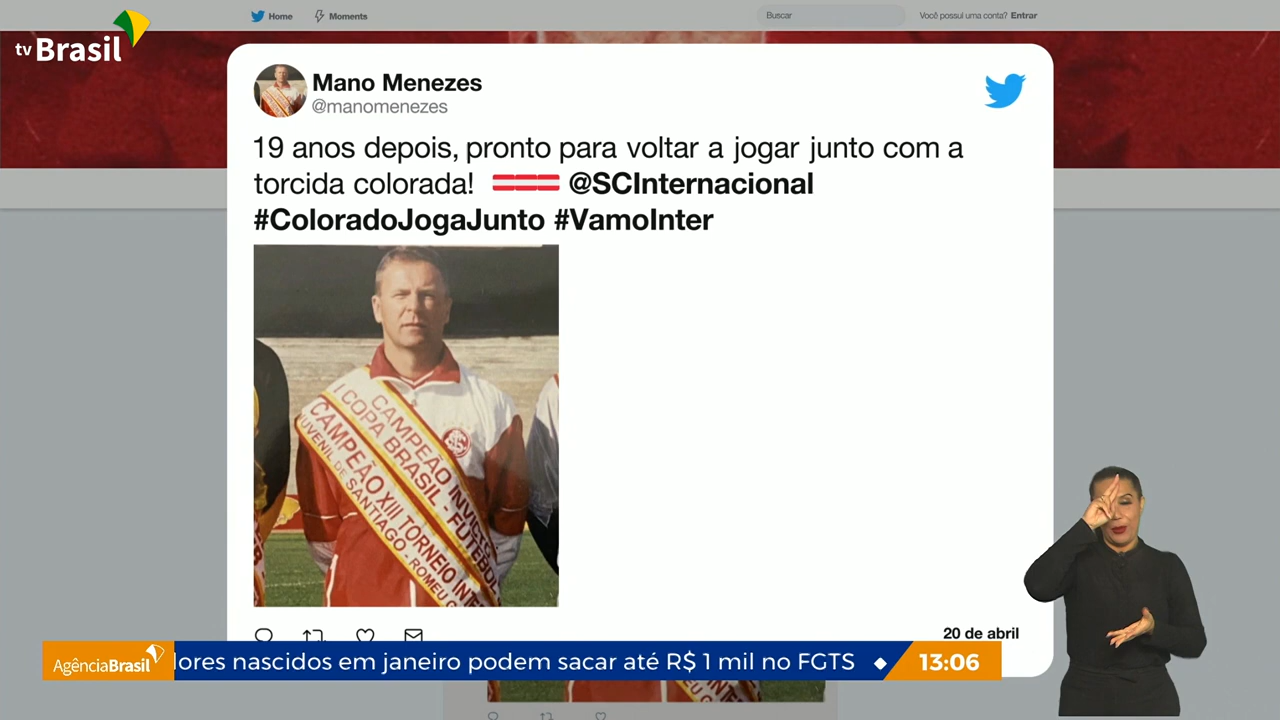 Home
Moments
Buscar
Você possui uma conta? Entrar
tv Brasil
Mano Menezes
@manomenezes
19 anos depois, pronto para voltar a jogar junto com a
torcida colorada! @SCInternacional
#ColoradoJogaJunto #VamoInter
CAMPEÃO INVICTO
I COPA BRASIL - FUTEBOL
CAMPEÃO XIII TORNEIO INTE
JUVENIL DE SANTIAGO - ROMEU G
20 de abril
AgênciaBrasil
lores nascidos em janeiro podem sacar até R$ 1 mil no FGTS
13:06